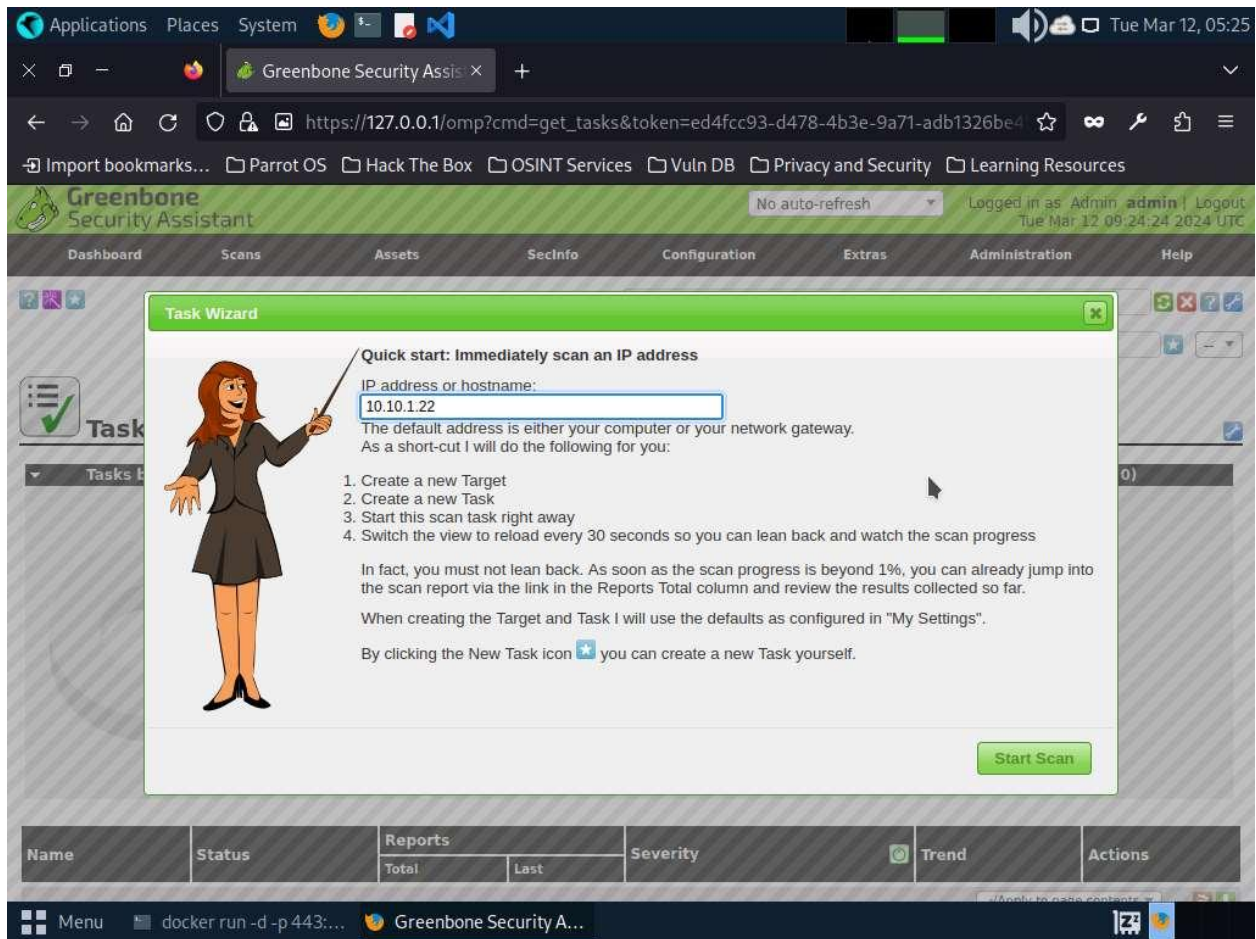 Applications Places System Tue Mar 12, 05:25
Greenbone Security Assis
https://127.0.0.1/omp?cmd=get_tasks&token=ed4fcc93-d478-4b3e-9a71-adb1326be4
Import bookmarks... Parrot OS Hack The Box OSINT Services Vuln DB Privacy and Security Learning Resources
Greenbone
Security Assistant
No auto-refresh
Logged in as Admin admin | Logout
Tue Mar 12 09:24:24 2024 UTC
Dashboard Scans Assets SecInfo Configuration Extras Administration Help
Task Wizard
Quick start: Immediately scan an IP address
IP address or hostname:
10.10.1.22
The default address is either your computer or your network gateway.
As a short-cut I will do the following for you:
1. Create a new Target
2. Create a new Task
3. Start this scan task right away
4. Switch the view to reload every 30 seconds so you can lean back and watch the scan progress
In fact, you must not lean back. As soon as the scan progress is beyond 1%, you can already jump into
the scan report via the link in the Reports Total column and review the results collected so far.
When creating the Target and Task I will use the defaults as configured in "My Settings".
By clicking the New Task icon you can create a new Task yourself.
Start Scan
Task
Tasks b
0)
Name Status Reports Severity Trend Actions
Total Last
Apply to page contents
Menu docker run -d -p 443:... Greenbone Security A...